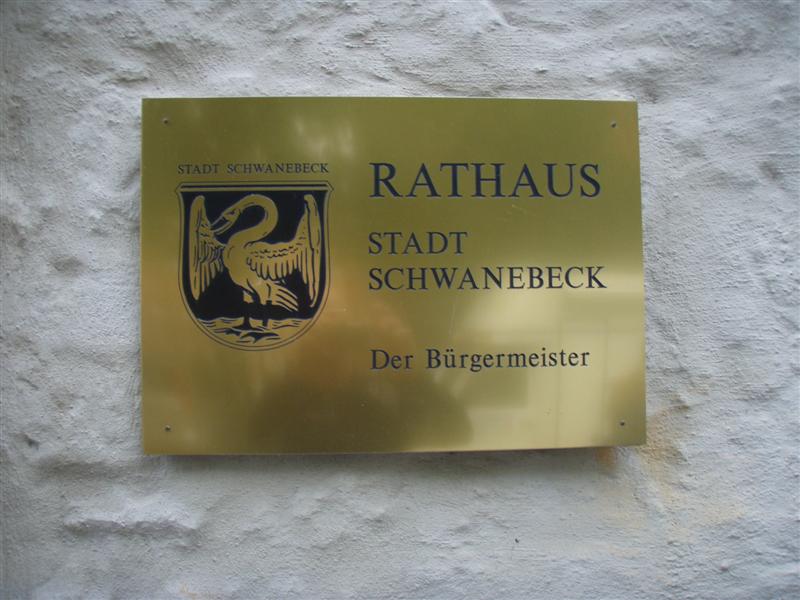 STADT SCHWANEBECK
RATHAUS
STADT
SCHWANEBECK
Der Bürgermeister